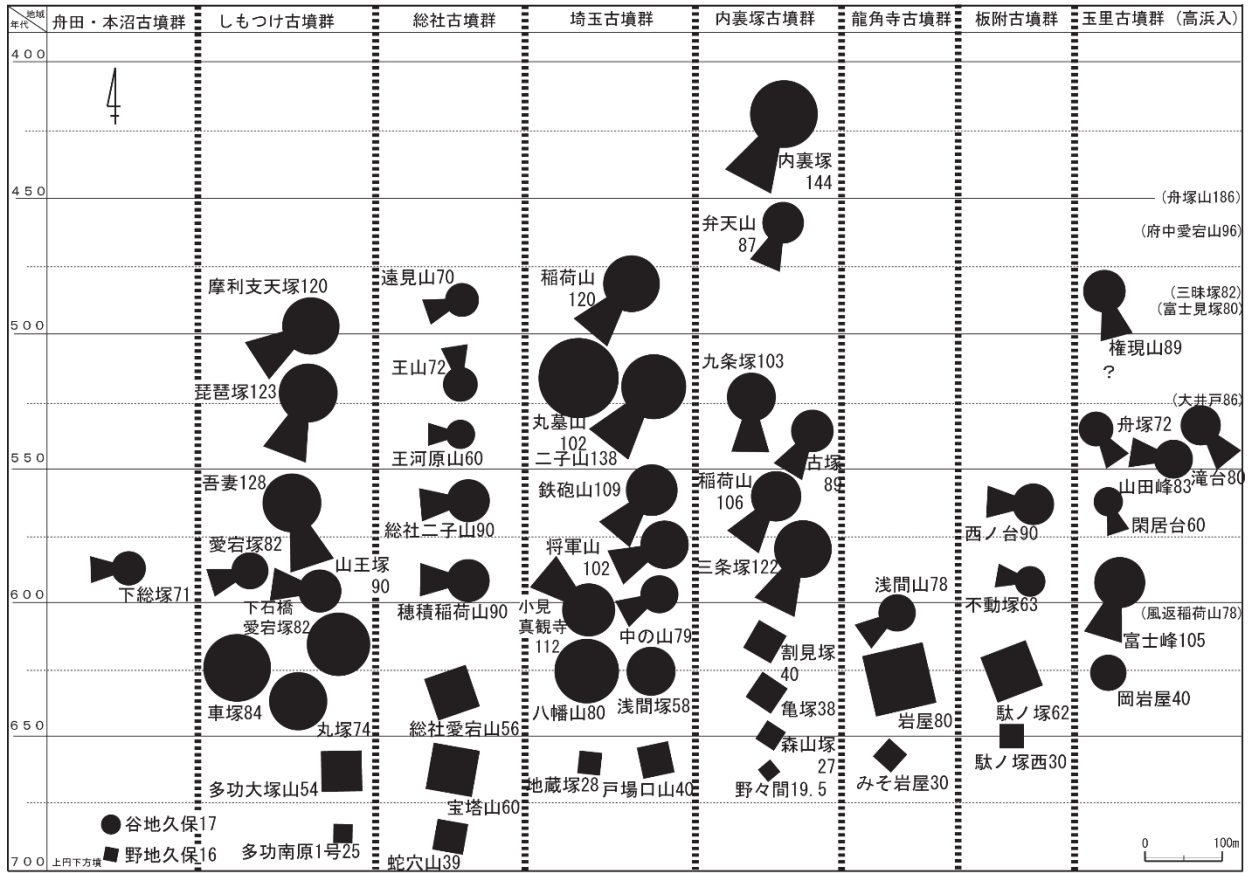 地域
年代
舟田・本沼古墳群
しもつけ古墳群
総社古墳群
埼玉古墳群
内裏塚古墳群
龍角寺古墳群
板附古墳群
玉里古墳群（高浜入）
400
450
500
550
600
650
700
下総塚71
谷地久保17
野地久保16
上円下方墳
摩利支天塚120
琵琶塚123
吾妻128
愛宕塚82
山王塚
90
下石橋
愛宕塚82
車塚84
丸塚74
多功大塚山54
多功南原1号25
遠見山70
王山72
王河原山60
総社二子山90
穂積稲荷山90
総社愛宕山56
宝塔山60
蛇穴山39
稲荷山
120
丸墓山
102
二子山138
鉄砲山109
将軍山
102
小見
真観寺
112
中の山79
八幡山80
浅間塚58
地蔵塚28
戸場口山40
内裏塚
144
弁天山
87
九条塚103
古塚
89
稲荷山
106
三条塚122
割見塚
40
亀塚38
森山塚
27
野々間19.5
浅間山78
岩屋80
みそ岩屋30
西ノ台90
不動塚63
駄ノ塚62
駄ノ塚西30
(舟塚山186)
(府中愛宕山96)
(三昧塚82)
(富士見塚80)
権現山89
?
(大井戸86)
舟塚72
滝台80
山田峰83
閑居台60
(風返稲荷山78)
富士峰105
岡岩屋40
0
100m